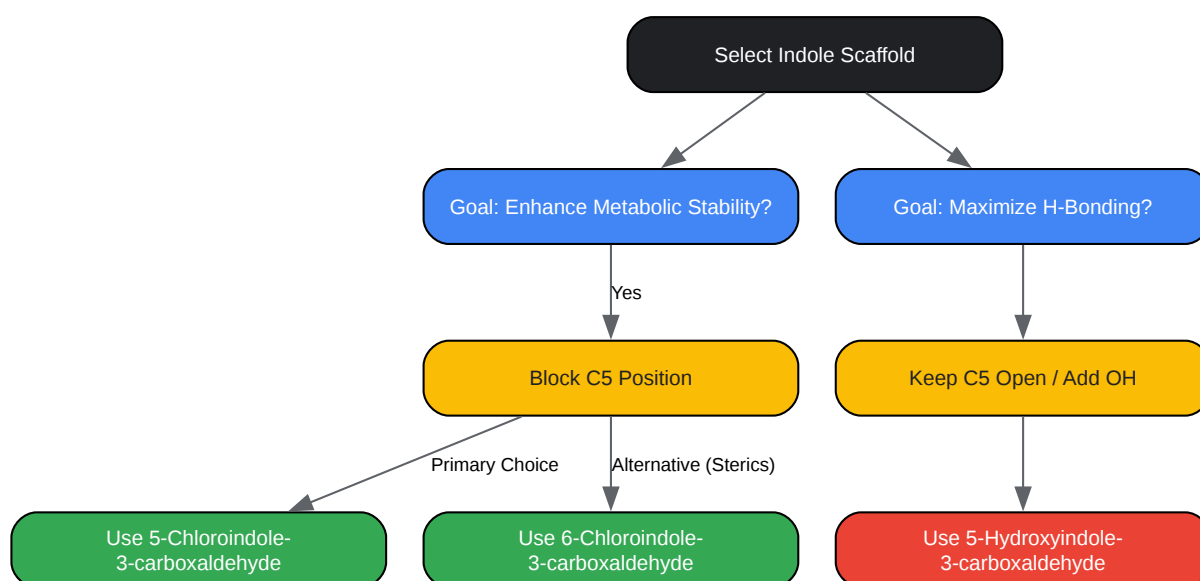 Select Indole Scaffold
Goal: Enhance Metabolic Stability?
Goal: Maximize H-Bonding?
Yes
Block C5 Position
Keep C5 Open / Add OH
Primary Choice
Alternative (Sterics)
Use 5-Chloroindole-
3-carboxaldehyde
Use 6-Chloroindole-
3-carboxaldehyde
Use 5-Hydroxyindole-
3-carboxaldehyde